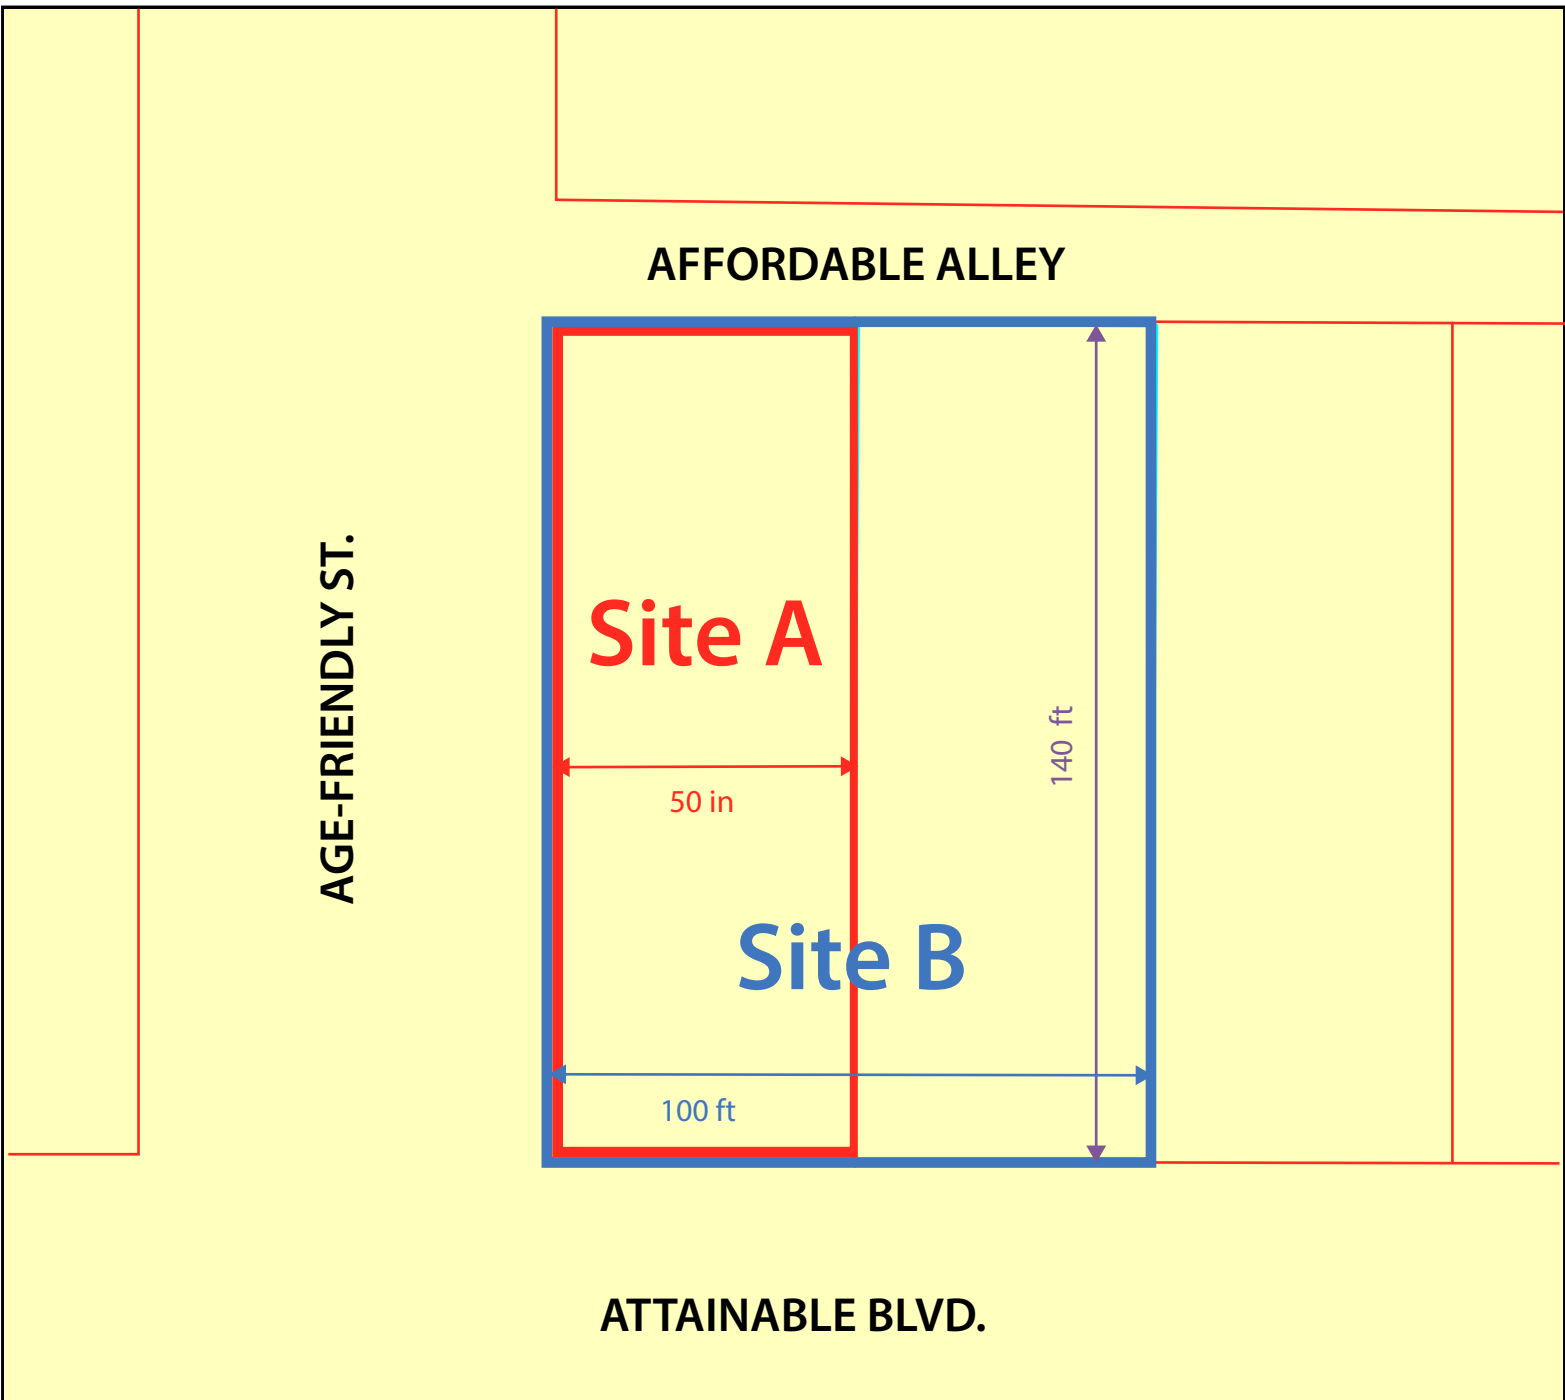 AFFORDABLE ALLEY
AGE-FRIENDLY ST.
Site A
140 ft
50 in
Site B
100 ft
ATTAINABLE BLVD.